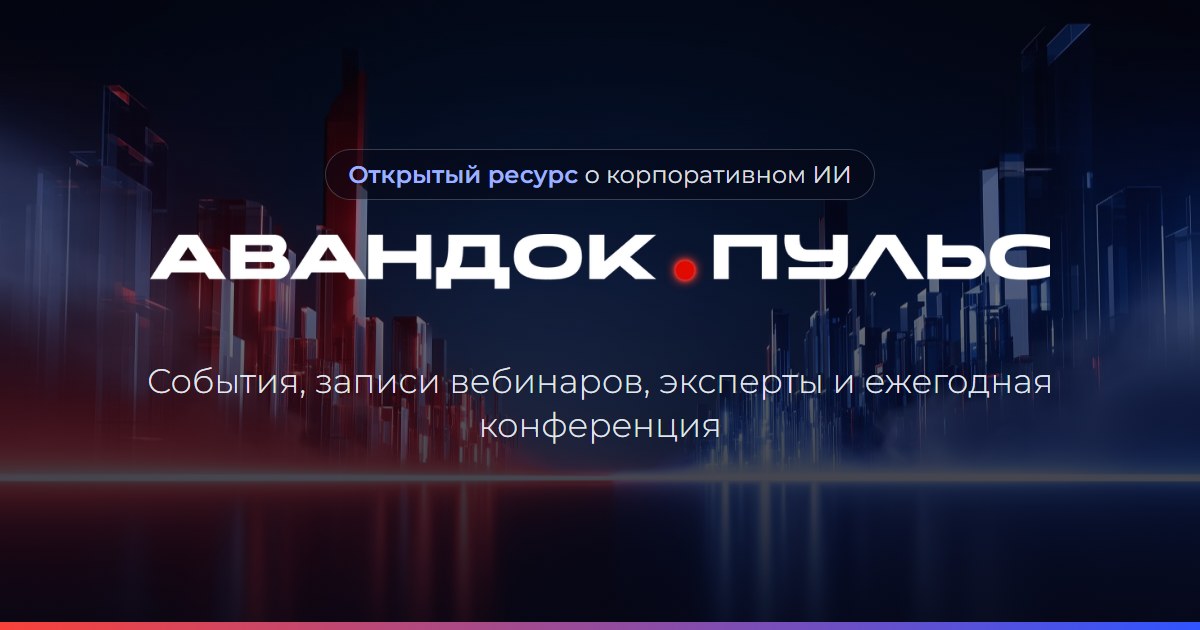 Открытый ресурс о корпоративном ИИ
АВАНДОК.ПУЛЬС
События, записи вебинаров, эксперты и ежегодная
конференция